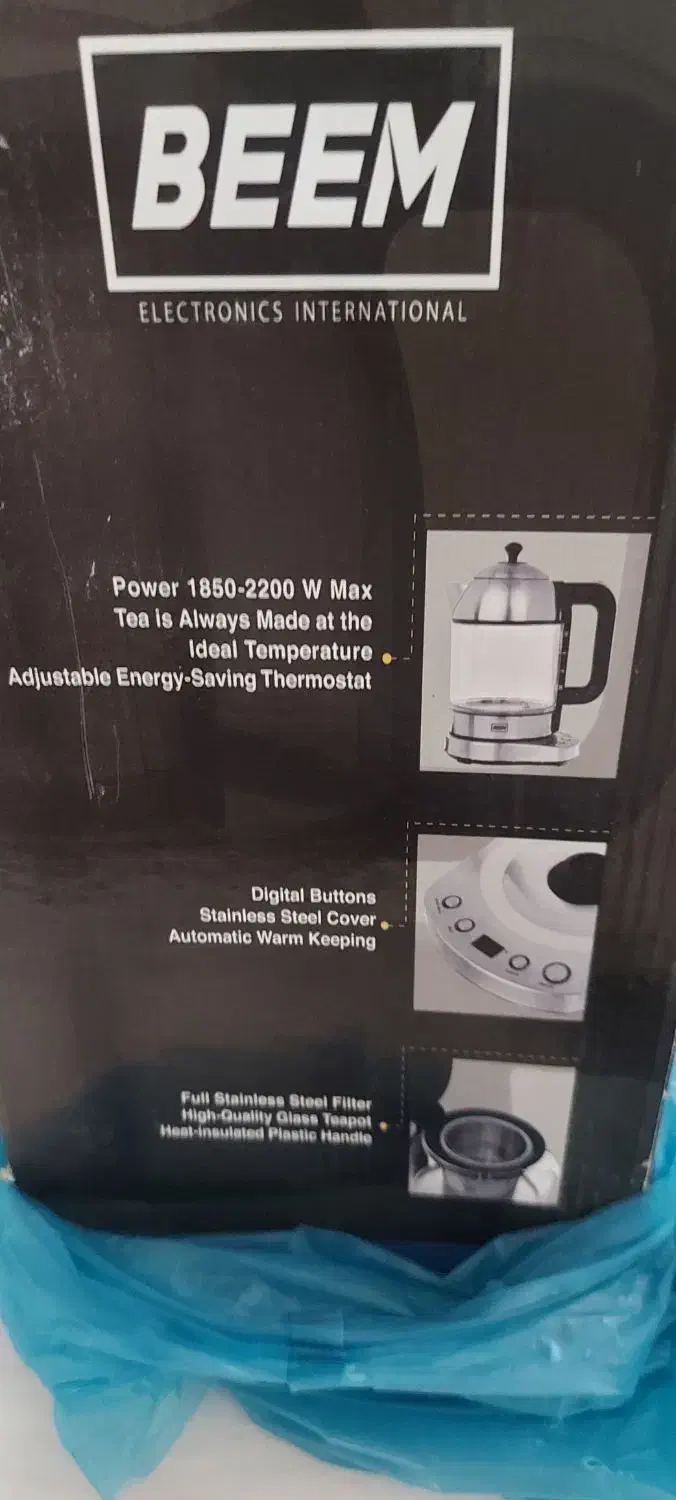 BEEM
ELECTRONICS INTERNATIONAL
Power 1850-2200 W Max
Tea is Always Made at the
Ideal Temperature
Adjustable Energy-Saving Thermostat
BEEM
Digital Buttons
Stainless Steel Cover
Automatic Warm Keeping
Full Stainless Steel Filter
High-Quality Glass Teapot
Heat-Insulated Plastic Handle